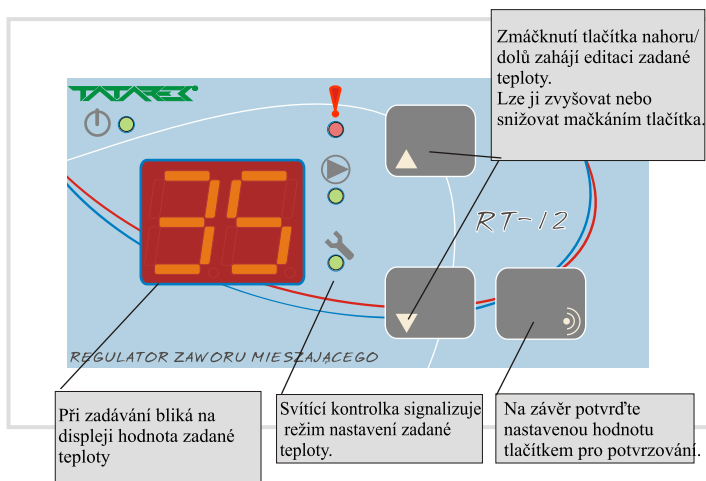 Zmáčknutí tlačítka nahoru/
dolů zahájí editaci zadané
teploty.
Lze ji zvyšovat nebo
snižovat mačkáním tlačítka.
TATAREK
35
RT-12
REGULATOR ZAWORU MIESZAJĄCEGO
Při zadávání bliká na
displeji hodnota zadané
teploty
Svítící kontrolka signalizuje
režim nastavení zadané
teploty.
Na závěr potvrďte
nastavenou hodnotu
tlačítkem pro potvrzování.